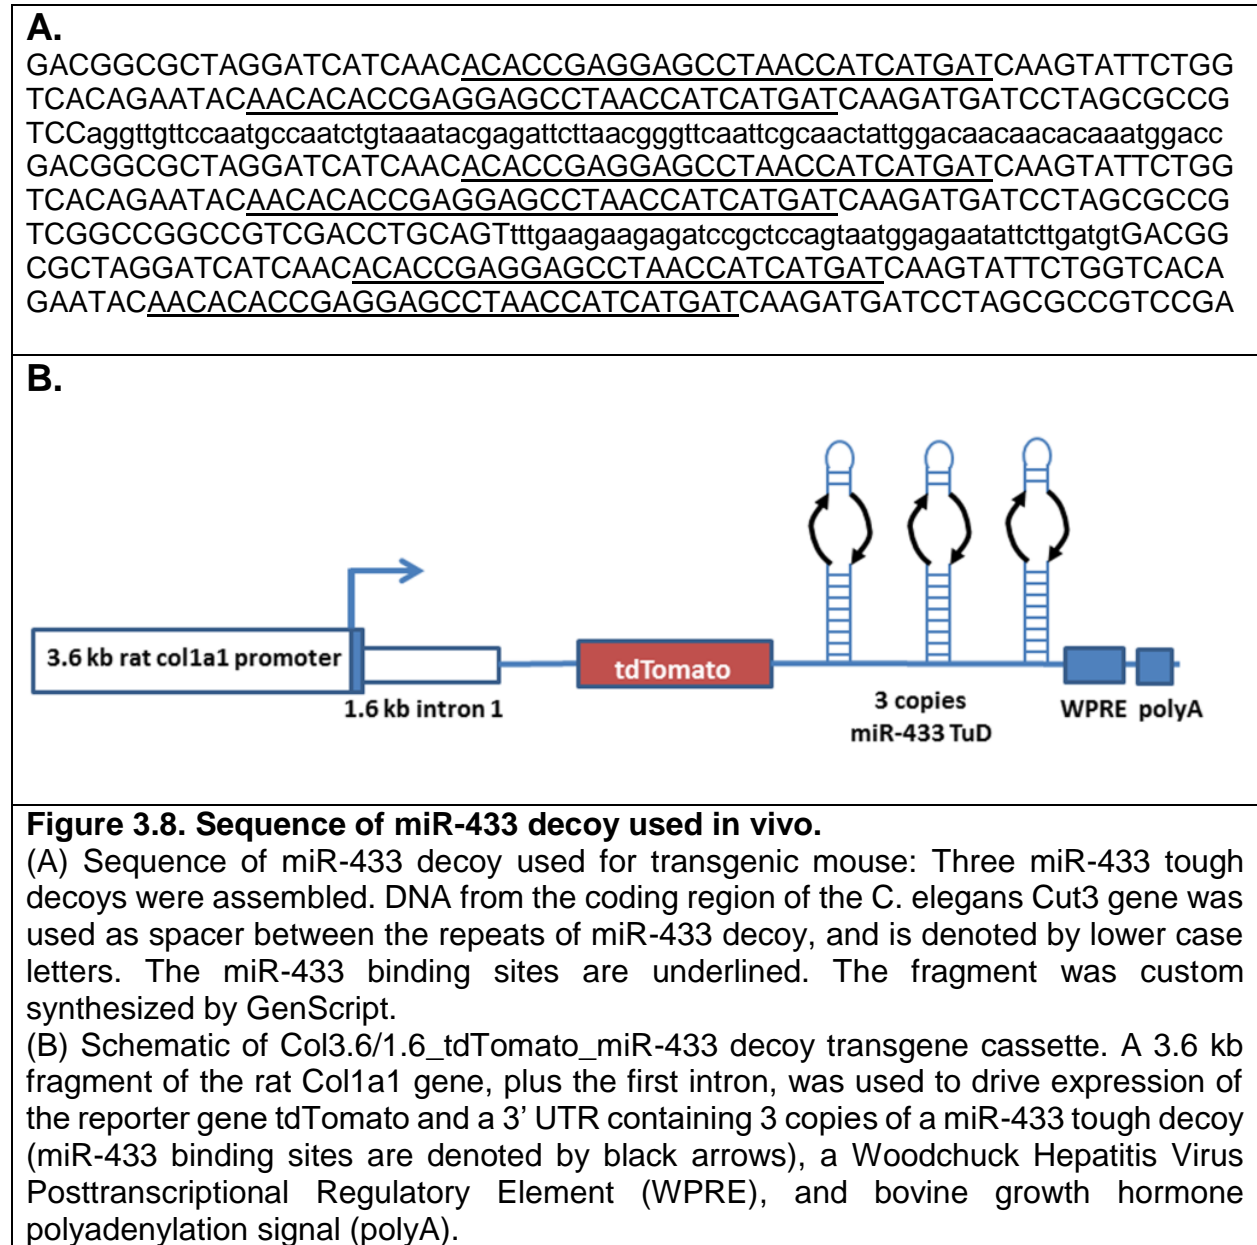 A.
GACGGCGCTAGGATCATCAACACACCGAGGAGCCTAACCATCATGATCAAGTATTCTGG
TCACAGAATACAACACACCGAGGAGCCTAACCATCATGATCAAGATGATCCTAGCGCCG
TCCaggttgttccaatgccaatctgtaaatacgagattcttaacgggttcaattcgcaactattggacaacaacacaaatggacc
GACGGCGCTAGGATCATCAACACACCGAGGAGCCTAACCATCATGATCAAGTATTCTGG
TCACAGAATACAACACACCGAGGAGCCTAACCATCATGATCAAGATGATCCTAGCGCCG
TCGGCCGGCCGTCGACCTGCAGTtttgaagaagagatccgctccagtaatggagaatattcttgatgtGACGG
CGCTAGGATCATCAACACACCGAGGAGCCTAACCATCATGATCAAGTATTCTGGTCACA
GAATACAACACACCGAGGAGCCTAACCATCATGATCAAGATGATCCTAGCGCCGTCCGA
B.
3.6 kb rat col1a1 promoter
1.6 kb intron 1
tdTomato
3 copies
miR-433 TuD
WPRE polyA
Figure 3.8. Sequence of miR-433 decoy used in vivo.
(A) Sequence of miR-433 decoy used for transgenic mouse: Three miR-433 tough
decoys were assembled. DNA from the coding region of the C. elegans Cut3 gene was
used as spacer between the repeats of miR-433 decoy, and is denoted by lower case
letters. The miR-433 binding sites are underlined. The fragment was custom
synthesized by GenScript.
(B) Schematic of Col3.6/1.6_tdTomato_miR-433 decoy transgene cassette. A 3.6 kb
fragment of the rat Col1a1 gene, plus the first intron, was used to drive expression of
the reporter gene tdTomato and a 3’ UTR containing 3 copies of a miR-433 tough decoy
(miR-433 binding sites are denoted by black arrows), a Woodchuck Hepatitis Virus
Posttranscriptional Regulatory Element (WPRE), and bovine growth hormone
polyadenylation signal (polyA).